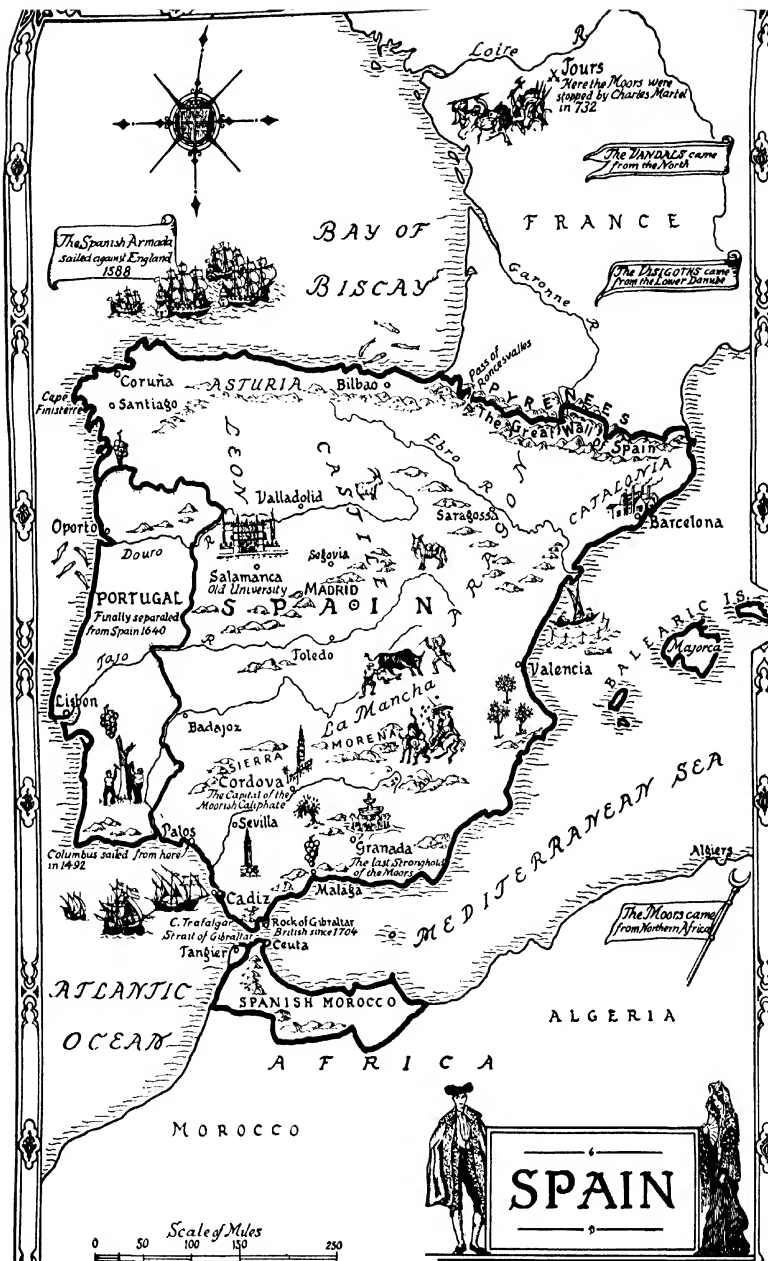 Loire R
Tours
Here the Moors were
stopped by Charles Martel
in 732
The VANDALS came
from the North
FRANCE
The Spanish Armada
sailed against England
1588
BAY OF
BISCAY
The VISIGOTHS came
from the Lower Danube
Garonne R
Pass of
Roncesvalles
PYRENEES
The Great Wall
of Spain
Coruña
ASTURIA
Bilbao
Cape
Finisterre
Santiago
LEON
CASTILE
Ebro R
ARAGON
CATALONIA
Valladolid
Saragossa
Barcelona
Oporto
Douro R
Segovia
Salamanca
Old University
MADRID
SPAIN
PORTUGAL
Finally separated
from Spain 1640
BALEARIC IS.
Majorca
Tajo R
Toledo
Valencia
Lisbon
Badajoz
La Mancha
SIERRA MORENA
Cordova
The Capital of the
Moorish Caliphate
Palos
Sevilla
Granada
The last Stronghold
of the Moors
Columbus sailed from here
in 1492
MEDITERRANEAN SEA
Algiers
Malaga
Cadiz
C. Trafalgar
Rock of Gibraltar
British since 1704
Strait of Gibraltar
Ceuta
Tangier
The Moors came
from Northern Africa
ATLANTIC
OCEAN
SPANISH MOROCCO
ALGERIA
AFRICA
MOROCCO
SPAIN
Scale of Miles
0 50 100 150 250